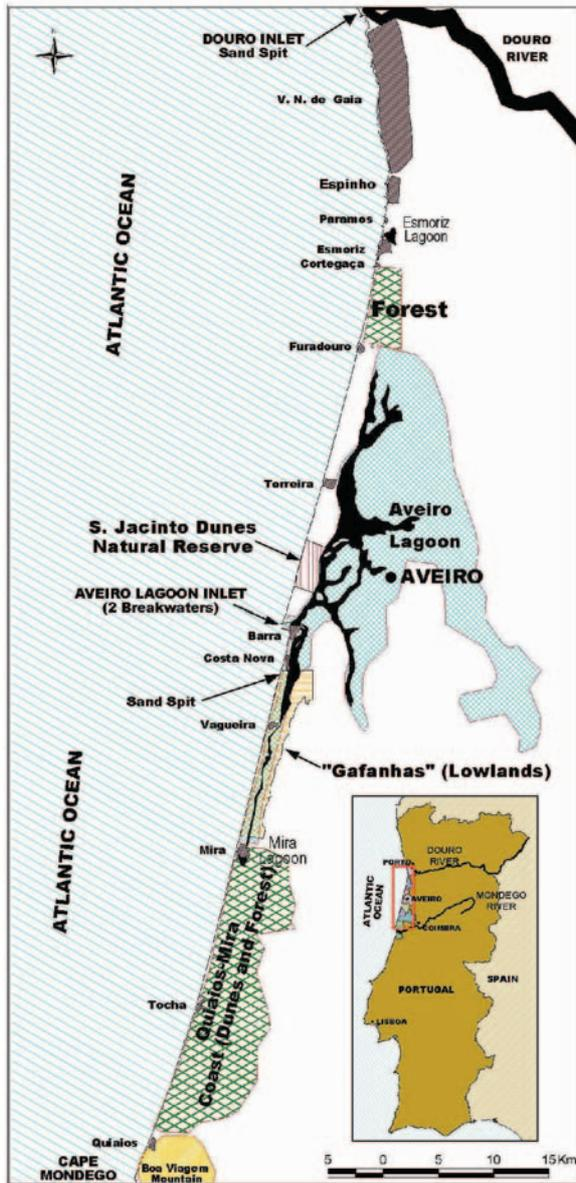 DOURO INLET
Sand Spit
DOURO
RIVER
V. N. de Gaia
Espinho
Paramos
Esmoriz
Lagoon
Esmoriz
Cortegaça
Forest
Furadouro
ATLANTIC OCEAN
Torreira
Aveiro
Lagoon
S. Jacinto Dunes
Natural Reserve
AVEIRO
AVEIRO LAGOON INLET
(2 Breakwaters)
Barra
Costa Nova
Sand Spit
Vagueira
"Gafanhas" (Lowlands)
ATLANTIC OCEAN
Mira
Mira
Lagoon
Quiaios-Mira
Coast (Dunes and Forest)
Tocha
Quiaios
CAPE
MONDEGO
Boa Viagem
Mountain
PORTO
DOURO
RIVER
ATLANTIC
OCEAN
AVEIRO
MONDEGO
RIVER
COIMBRA
SPAIN
PORTUGAL
LISBOA
5 0 5 10 15 Km